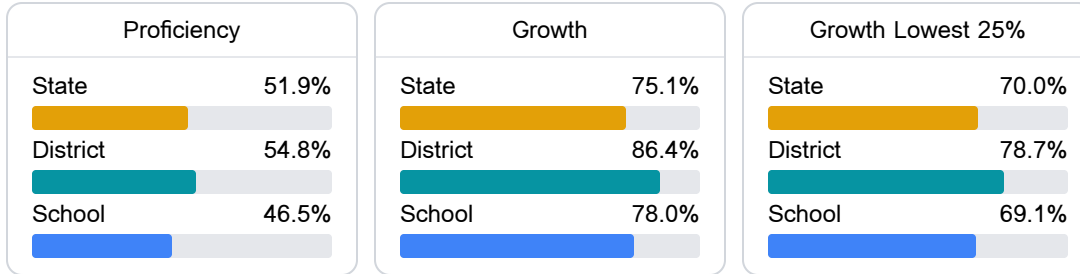 Proficiency
State 51.9%
District 54.8%
School 46.5%
Growth
State 75.1%
District 86.4%
School 78.0%
Growth Lowest 25%
State 70.0%
District 78.7%
School 69.1%